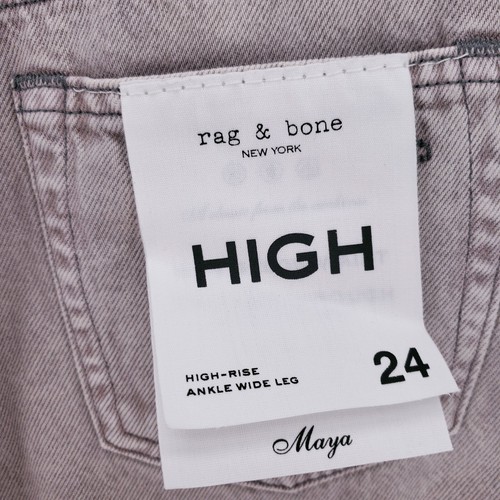 rag & bone
NEW YORK
HIGH
HIGH-RISE
ANKLE WIDE LEG
24
Maya